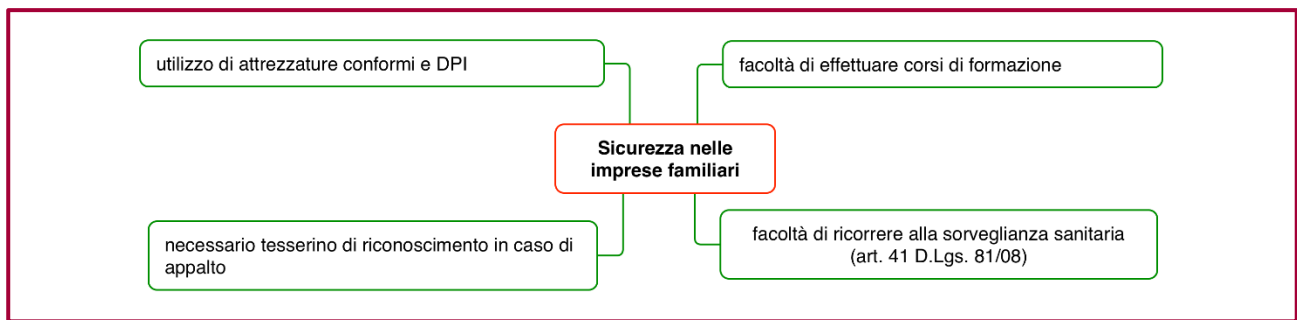 utilizzo di attrezzature conformi e DPI
facoltà di effettuare corsi di formazione
Sicurezza nelle
imprese familiari
necessario tesserino di riconoscimento in caso di
appalto
facoltà di ricorrere alla sorveglianza sanitaria
(art. 41 D.Lgs. 81/08)